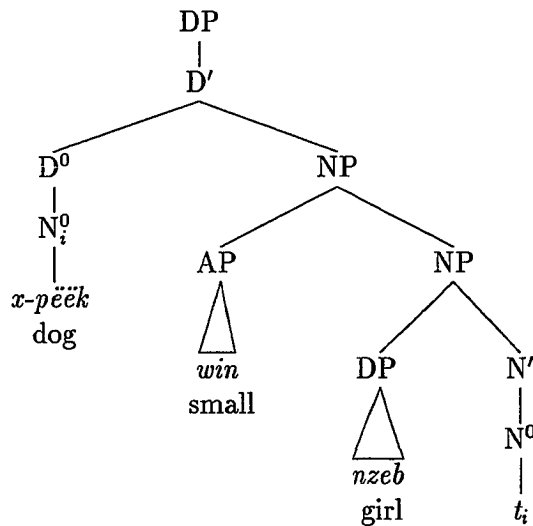 DP
D′
D⁰ NP
N⁰ᵢ
AP NP
x-pëëk
dog
win
small
DP N′
N⁰
nzeb
girl
tᵢ